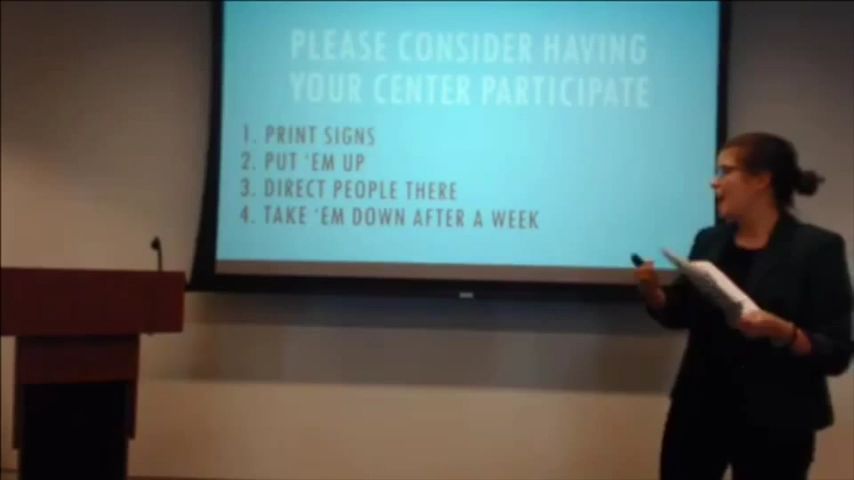 PLEASE CONSIDER HAVING
YOUR CENTER PARTICIPATE
1. PRINT SIGNS
2. PUT 'EM UP
3. DIRECT PEOPLE THERE
4. TAKE 'EM DOWN AFTER A WEEK